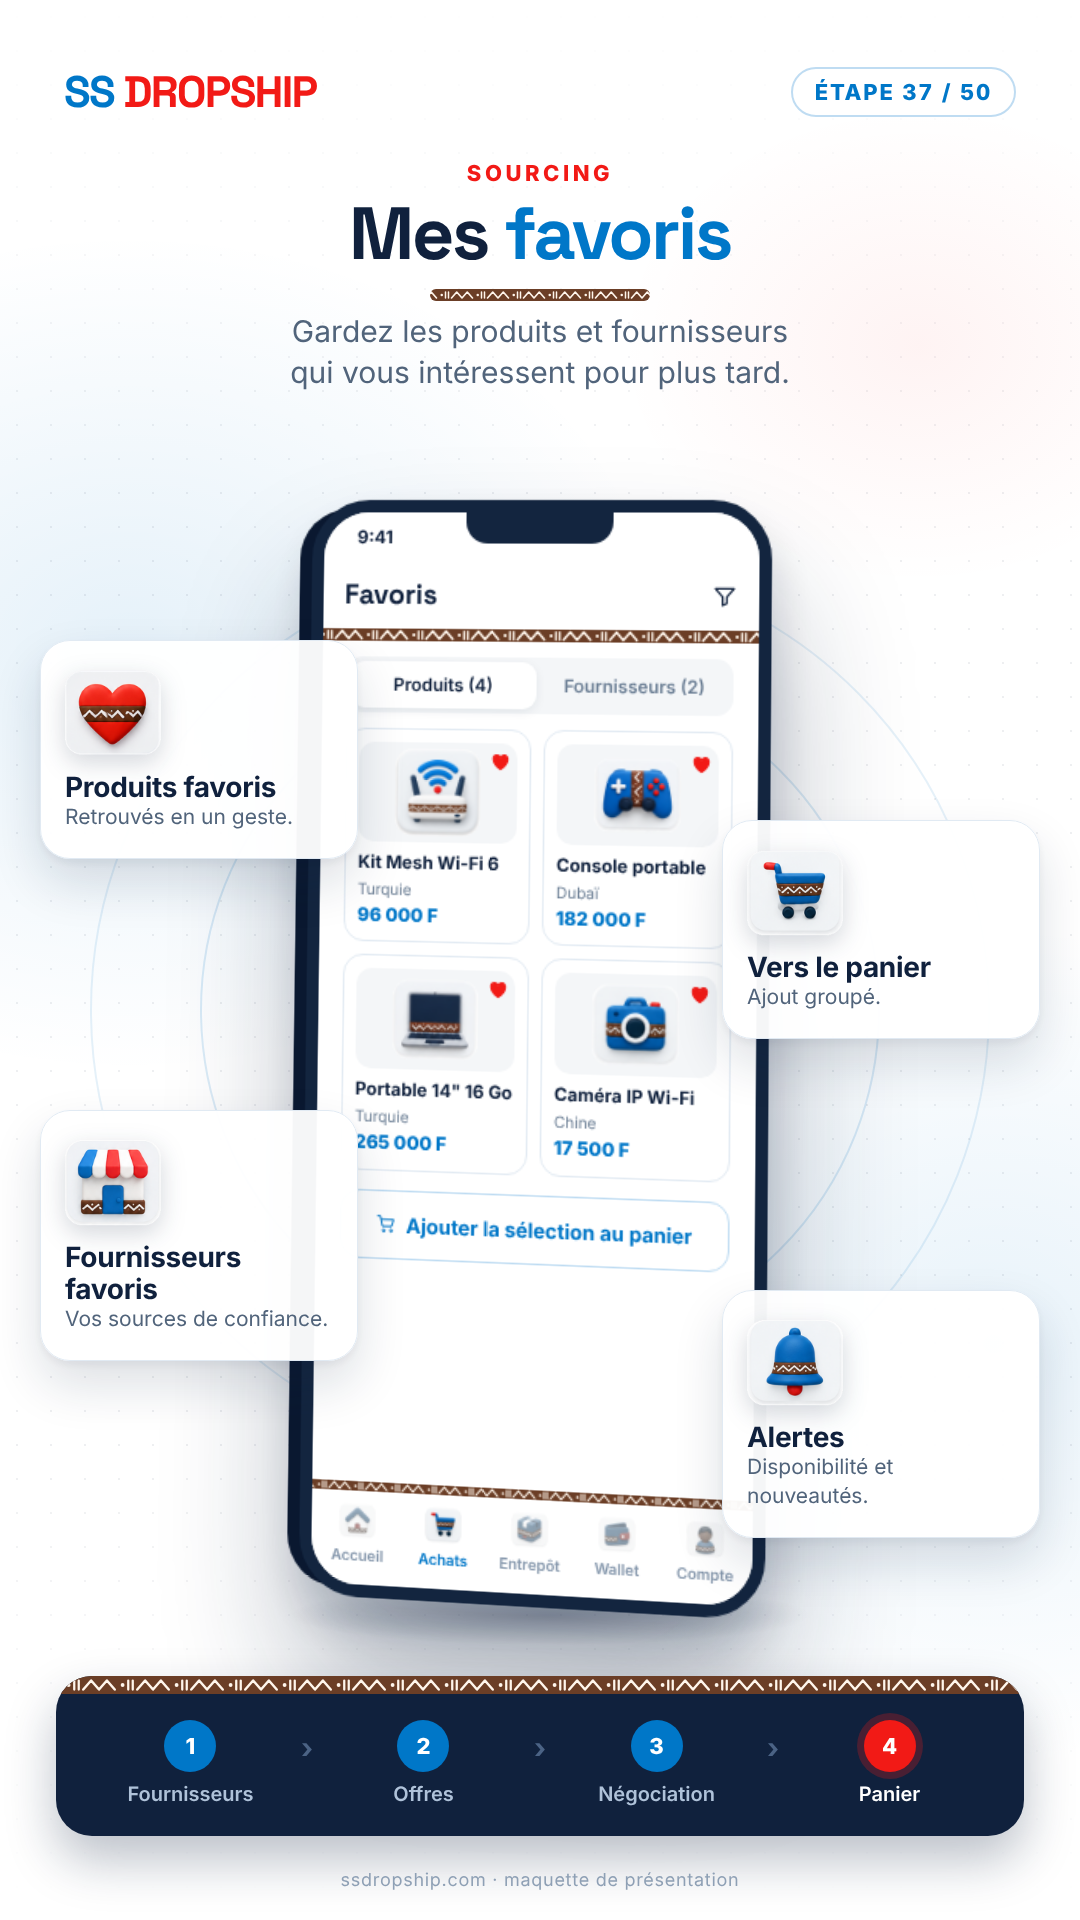 SS DROPSHIP
ÉTAPE 37 / 50
SOURCING
Mes favoris
Gardez les produits et fournisseurs
qui vous intéressent pour plus tard.
9:41
Favoris
Produits (4)
Fournisseurs (2)
Kit Mesh Wi-Fi 6
Turquie
96 000 F
Console portable
Dubaï
182 000 F
Portable 14" 16 Go
Turquie
265 000 F
Caméra IP Wi-Fi
Chine
17 500 F
Ajouter la sélection au panier
Accueil
Achats
Entrepôt
Wallet
Compte
Produits favoris
Retrouvés en un geste.
Vers le panier
Ajout groupé.
Fournisseurs
favoris
Vos sources de confiance.
Alertes
Disponibilité et
nouveautés.
1
Fournisseurs
›
2
Offres
›
3
Négociation
›
4
Panier
ssdropship.com · maquette de présentation